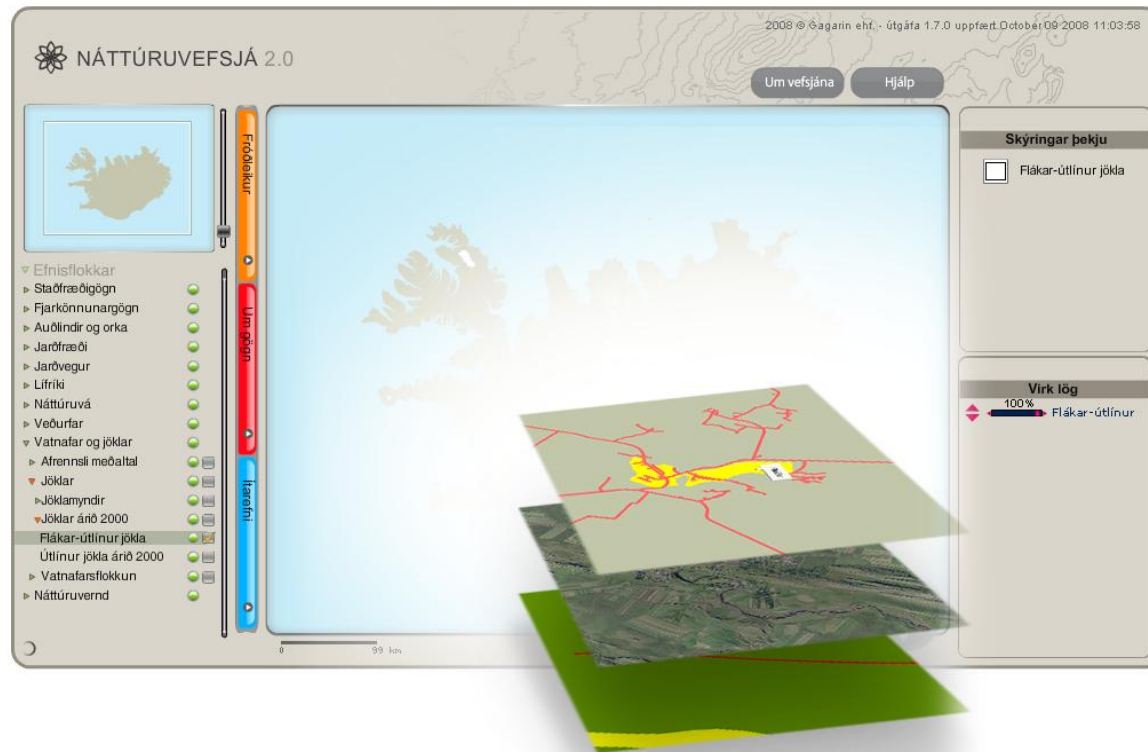 2008 © Gagarin ehf. - útgáfa 1.7.0 uppfært.October 09 2008 11:03:58
NÁTTÚRUVEFSJÁ 2.0
Um vefsjána
Hjálp
Efnisflokkar
Staðfræðigögn
Fjarkönnunargögn
Auðlindir og orka
Jarðfræði
Jarðvegur
Lífríki
Náttúruvá
Veðurfar
Vatnafar og jöklar
Afrennsli meðaltal
Jöklar
Jöklamyndir
Jöklar árið 2000
Flákar-útlínur jökla
Útlínur jökla árið 2000
Vatnafarsflokkun
Náttúruvernd
Fróðleikur
Um gögn
Ítarefni
0 99 km
Skýringar þekju
Flákar-útlínur jökla
Virk lög
100%
Flákar-útlínur